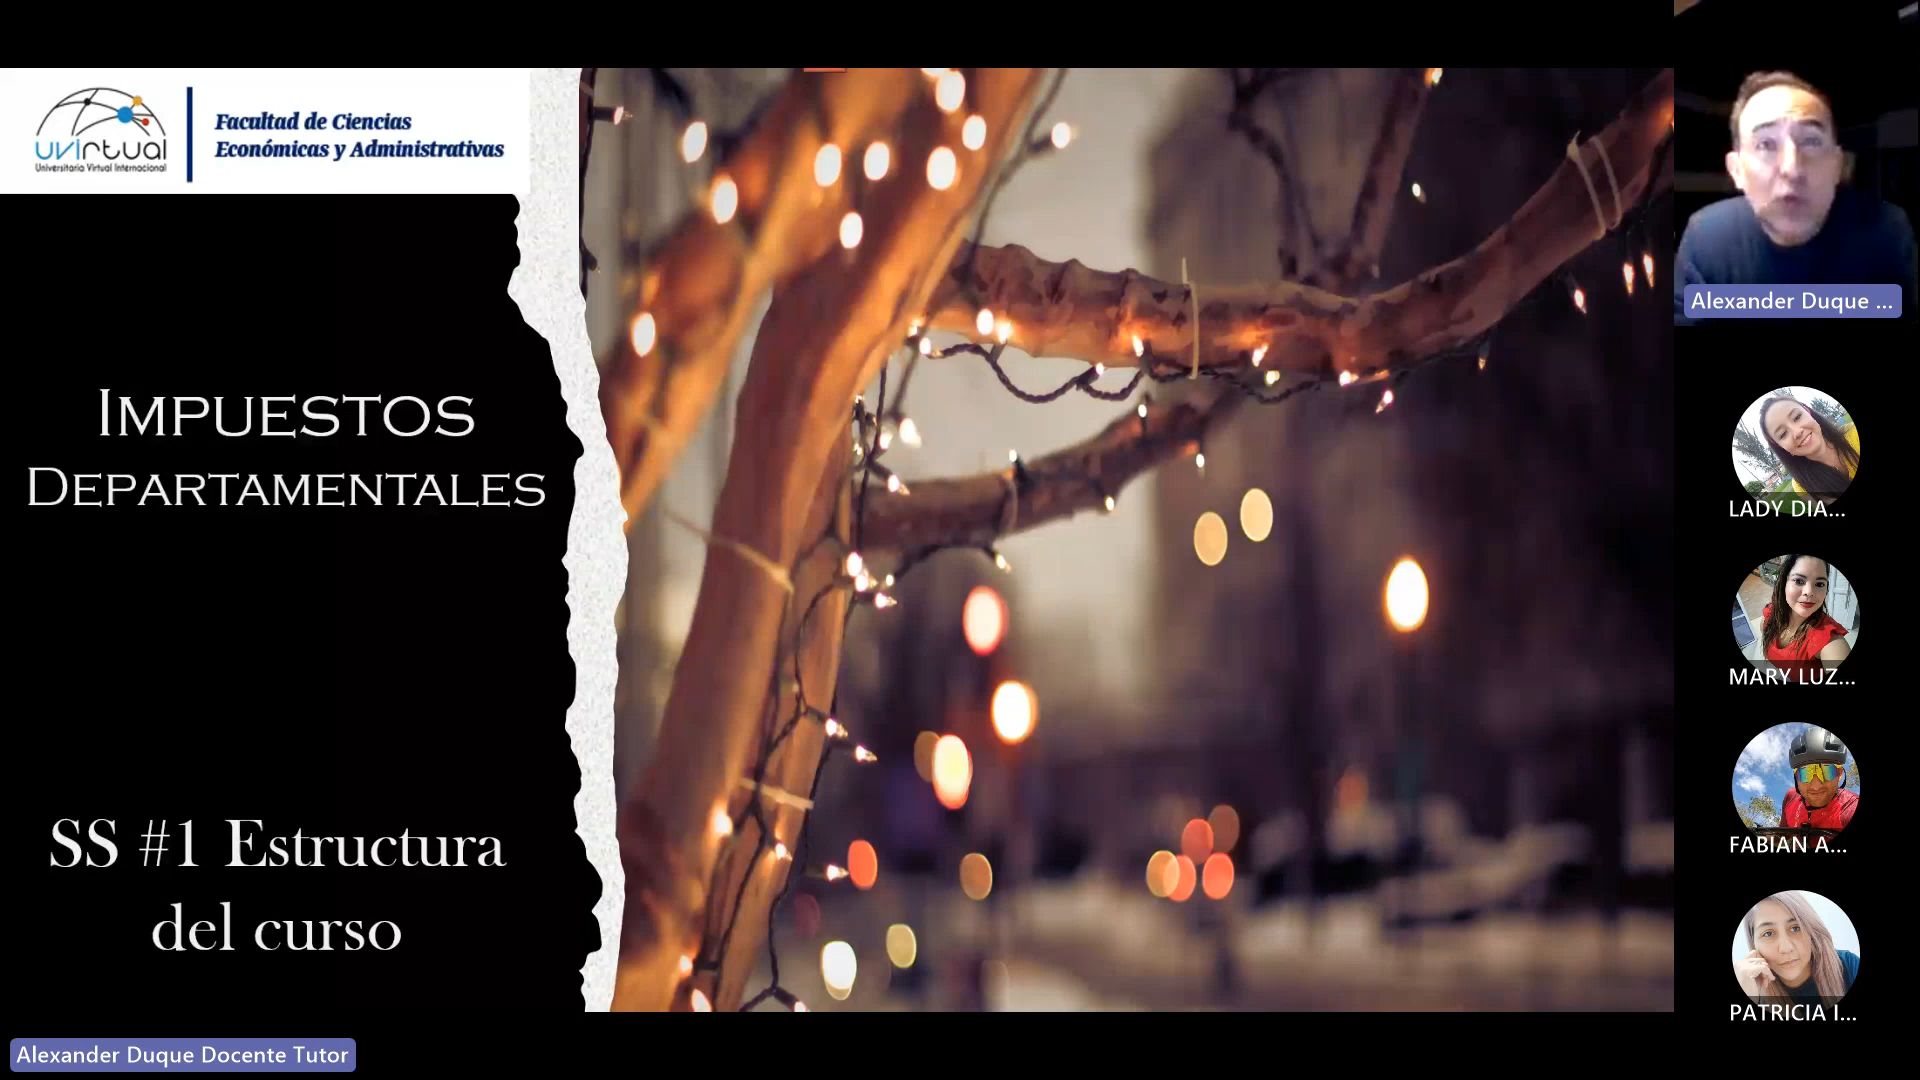 uvirtual
Universitaria Virtual Internacional
Facultad de Ciencias
Económicas y Administrativas
IMPUESTOS
DEPARTAMENTALES
SS #1 Estructura
del curso
Alexander Duque Docente Tutor
Alexander Duque ...
LADY DIA...
MARY LUZ...
FABIAN A...
PATRICIA I...